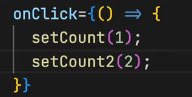 onClick={() => {
setCount(1);
setCount2(2);
}}